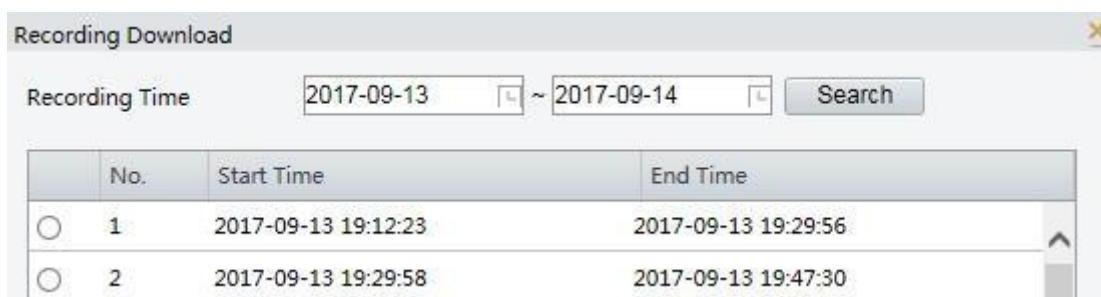 Recording Download
Recording Time 2017-09-13 ~ 2017-09-14 Search
No. Start Time End Time
1 2017-09-13 19:12:23 2017-09-13 19:29:56
2 2017-09-13 19:29:58 2017-09-13 19:47:30